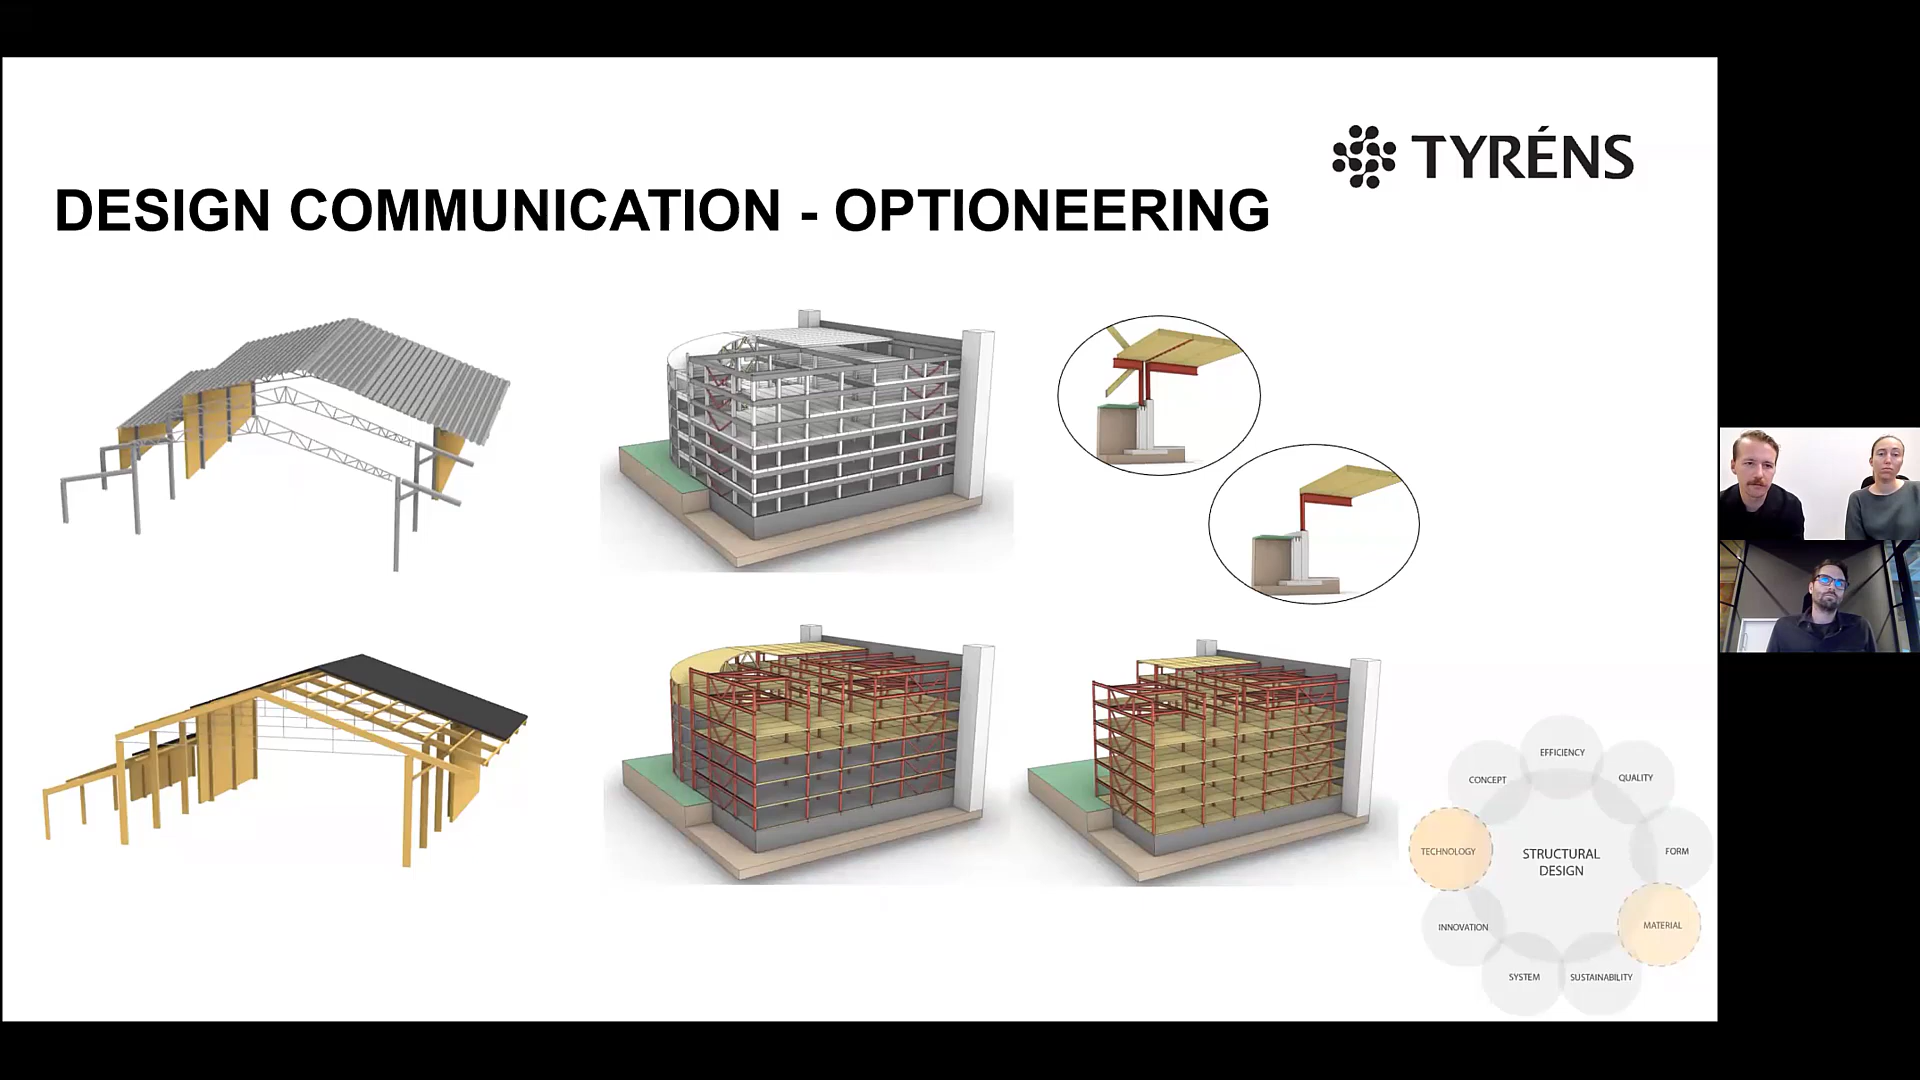 TYRÉNS
DESIGN COMMUNICATION - OPTIONEERING
EFFICIENCY
CONCEPT
QUALITY
TECHNOLOGY
STRUCTURAL
DESIGN
FORM
INNOVATION
MATERIAL
SYSTEM
SUSTAINABILITY